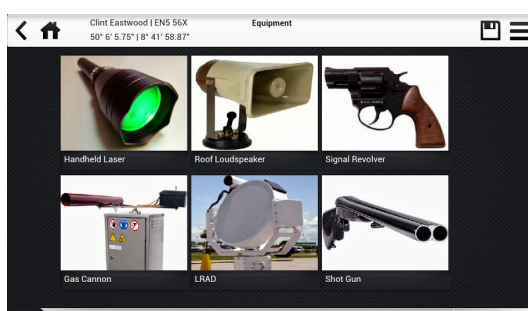 Clint Eastwood | EN5 56X
Equipment
50° 6' 5.75" | 8° 41' 58.87"
Handheld Laser
Roof Loudspeaker
Signal Revolver
Gas Cannon
LRAD
Shot Gun